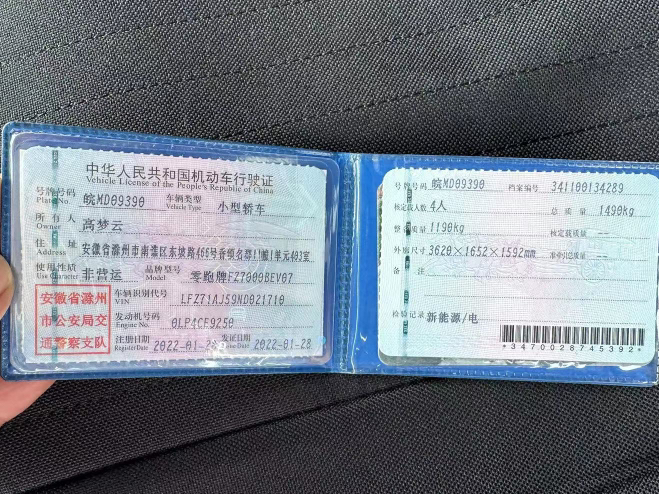 中华人民共和国机动车行驶证
Vehicle License of the People's Republic of China
号牌号码 皖MD09390 车辆类型 小型轿车
Plate No. Vehicle Type
所有人 高梦云
Owner
住址 安徽省滁州市南谯区东坡路466号香颂名郡11幢1单元403室
Address
使用性质 非营运 品牌型号 零跑牌FZ7000BEV07
Use Character Model
安徽省滁州
市公安局交
通警察支队
车辆识别代号 LFZ71AJ59ND021710
VIN
发动机号码 0LP4CF9250
Engine No.
注册日期 2022-01-28 发证日期 2022-01-28
Register Date Issue Date
号牌号码 皖MD09390 档案编号 341100134289
核定载人数 4人 总质量 1490kg
整备质量 1190kg 核定载质量 --
外廓尺寸 3620×1652×1592mm 准牵引总质量 --
备注
检验记录 新能源/电
*3470028745392*